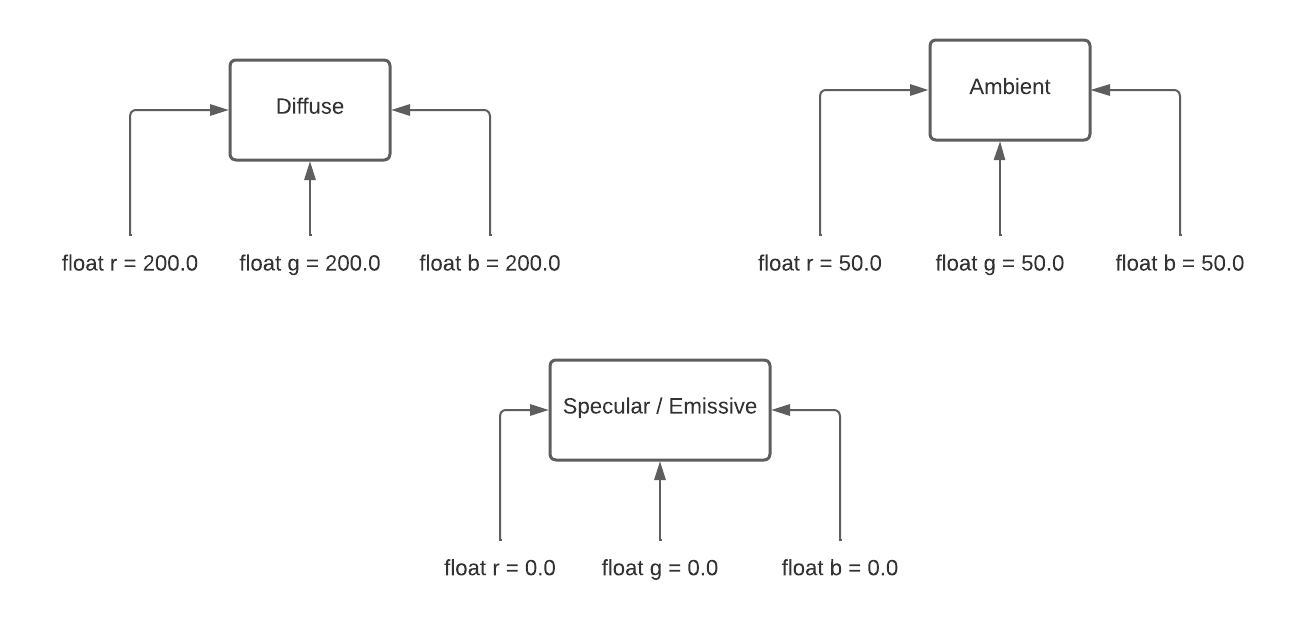 Diffuse
float r = 200.0
float g = 200.0
float b = 200.0
Ambient
float r = 50.0
float g = 50.0
float b = 50.0
Specular / Emissive
float r = 0.0
float g = 0.0
float b = 0.0